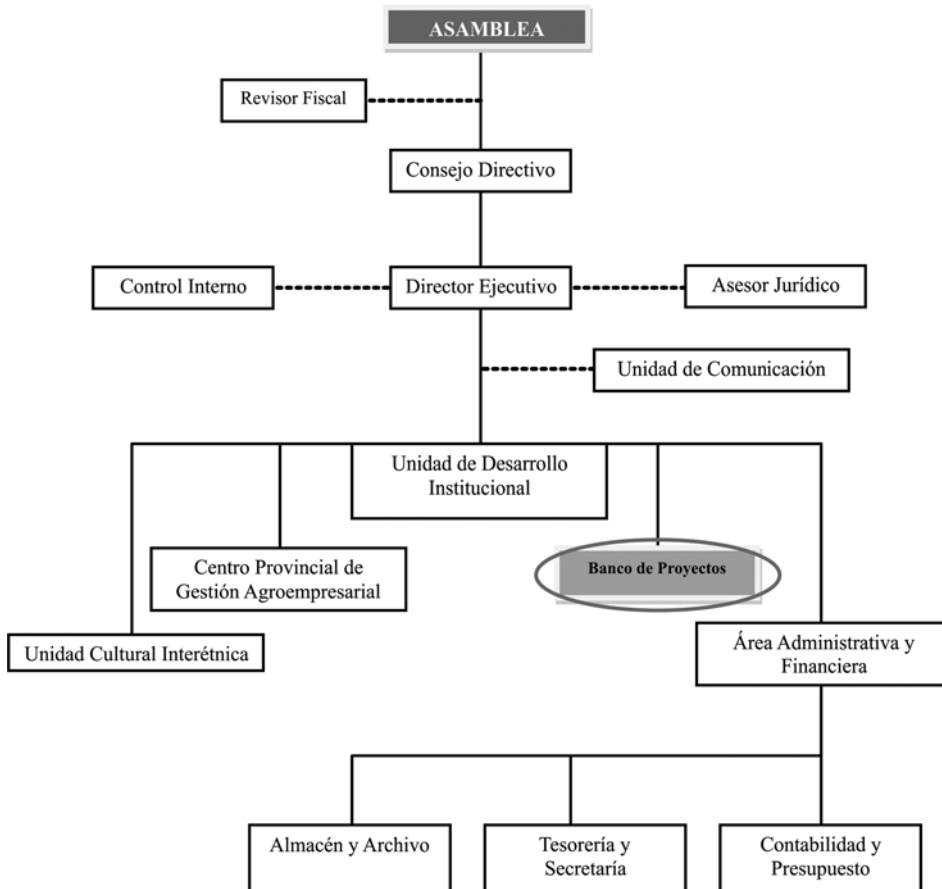 ASAMBLEA
Revisor Fiscal
Consejo Directivo
Control Interno
Director Ejecutivo
Asesor Jurídico
Unidad de Comunicación
Unidad de Desarrollo
Institucional
Centro Provincial de
Gestión Agroempresarial
Banco de Proyectos
Unidad Cultural Interétnica
Área Administrativa y
Financiera
Almacén y Archivo
Tesorería y
Secretaría
Contabilidad y
Presupuesto